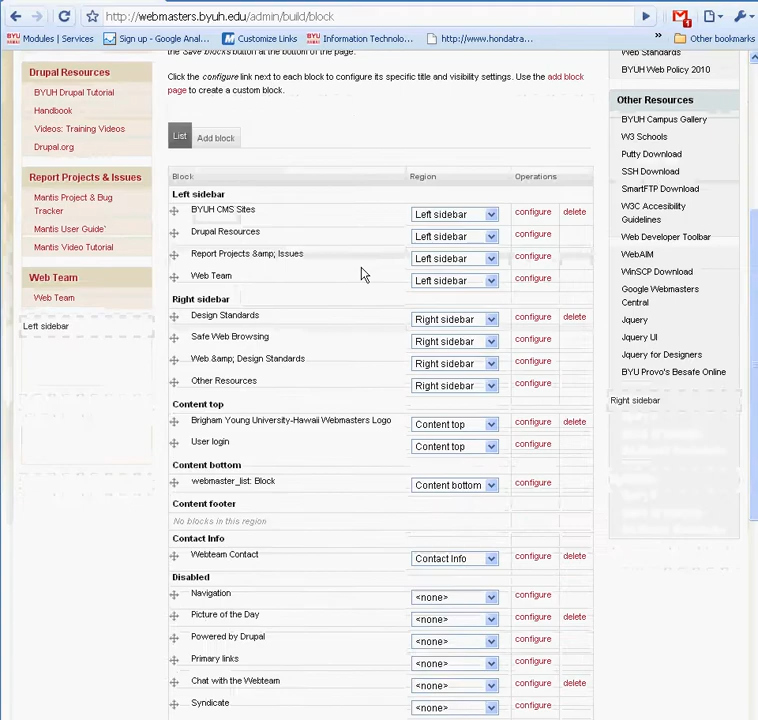 http://webmasters.byuh.edu/admin/build/block
1
BYU Modules | Services
Sign up - Google Anal...
Customize Links
BYU Information Technolo...
http://www.hondatra...
»
Other bookmarks
the Save blocks button at the bottom of the page.
Click the configure link next to each block to configure its specific title and visibility settings. Use the add block
page to create a custom block.
Drupal Resources
BYUH Drupal Tutorial
Handbook
Videos: Training Videos
Drupal.org
Report Projects & Issues
Mantis Project & Bug
Tracker
Mantis User Guide`
Mantis Video Tutorial
Web Team
Web Team
Left sidebar
List
Add block
Block Region Operations
Left sidebar
BYUH CMS Sites Left sidebar configure delete
Drupal Resources Left sidebar configure
Report Projects &amp; Issues Left sidebar configure
Web Team Left sidebar configure
Right sidebar
Design Standards Right sidebar configure delete
Safe Web Browsing Right sidebar configure
Web &amp; Design Standards Right sidebar configure
Other Resources Right sidebar configure
Content top
Brigham Young University-Hawaii Webmasters Logo Content top configure delete
User login Content top configure
Content bottom
webmaster_list: Block Content bottom configure
Content footer
No blocks in this region
Contact Info
Webteam Contact Contact Info configure delete
Disabled
Navigation <none> configure
Picture of the Day <none> configure delete
Powered by Drupal <none> configure
Primary links <none> configure
Chat with the Webteam <none> configure delete
Syndicate <none> configure
Web Standards
BYUH Web Policy 2010
Other Resources
BYUH Campus Gallery
W3 Schools
Putty Download
SSH Download
SmartFTP Download
W3C Accesibility
Guidelines
Web Developer Toolbar
WebAIM
WinSCP Download
Google Webmasters
Central
Jquery
Jquery UI
Jquery for Designers
BYU Provo's Besafe Online
Right sidebar